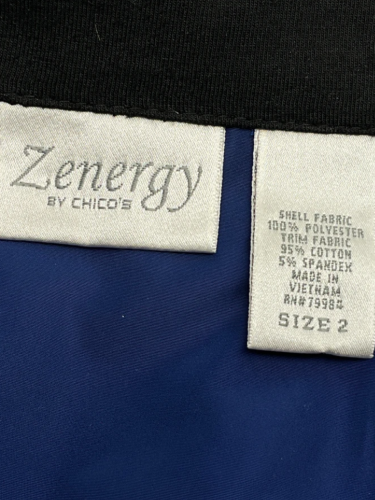 Zenergy
BY CHICO'S
SHELL FABRIC
100% POLYESTER
TRIM FABRIC
95% COTTON
5% SPANDEX
MADE IN
VIETNAM
RN#79984
SIZE 2